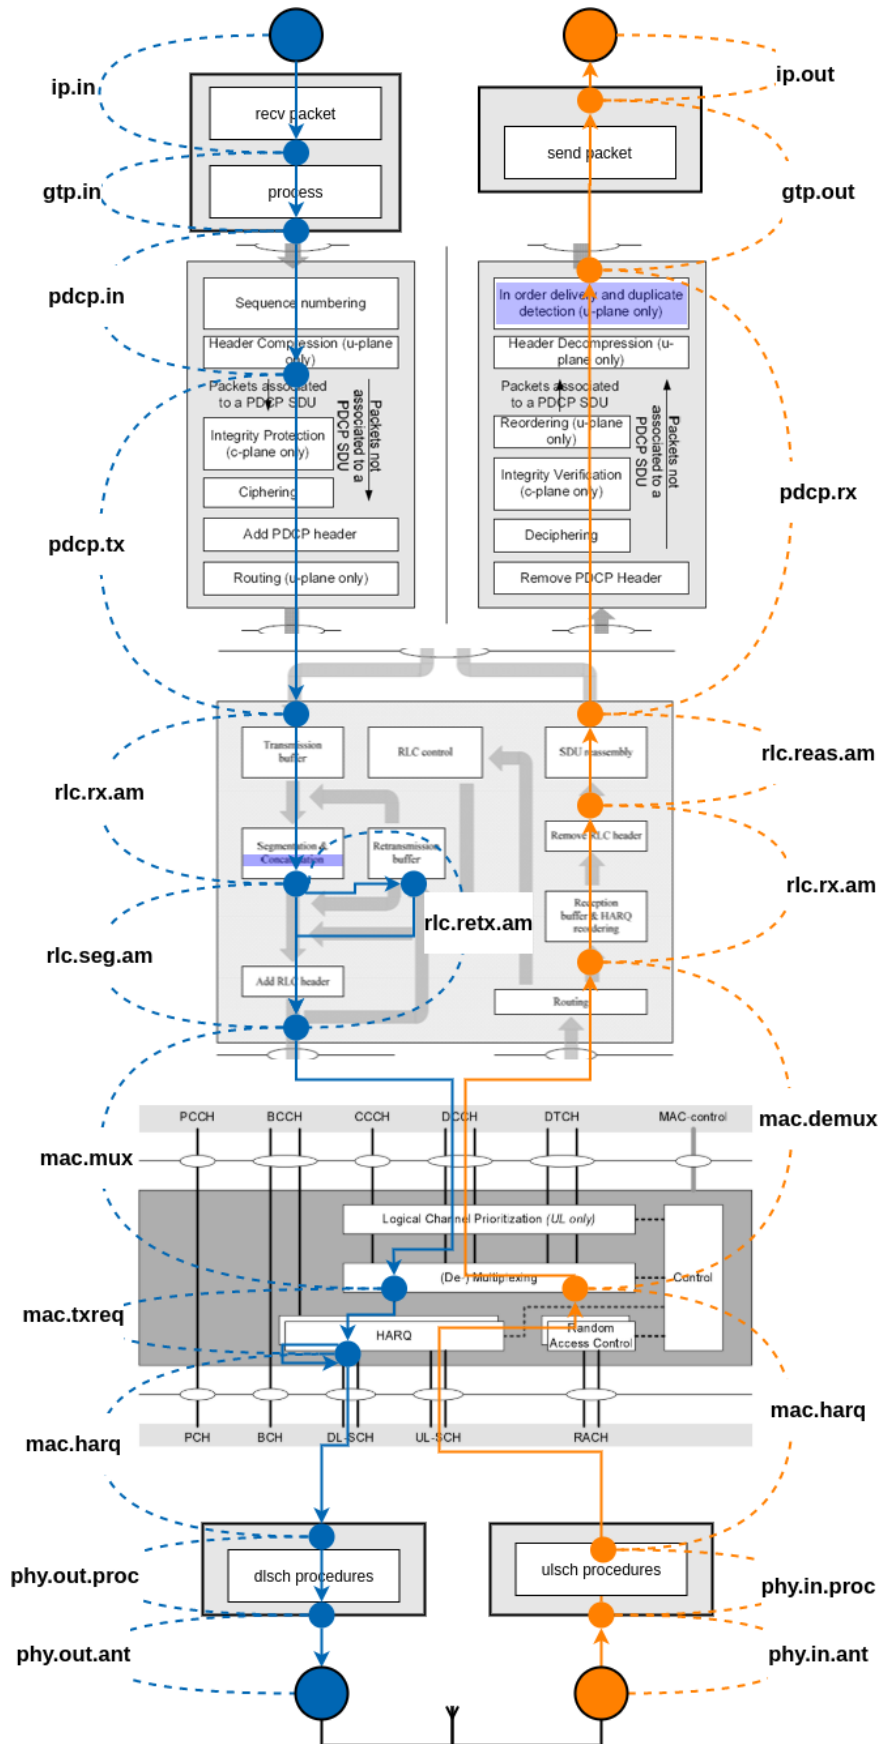 ip.in
ip.out
recv packet
send packet
gtp.in
process
gtp.out
pdcp.in
Sequence numbering
In order delivery and duplicate
detection (u-plane only)
Header Compression (u-plane
only)
Header Decompression (u-
plane only)
Packets associated
to a PDCP SDU
Packets not
associated to a
PDCP SDU
Packets associated
to a PDCP SDU
Packets not
associated to a
PDCP SDU
Integrity Protection
(c-plane only)
Reordering (u-plane
only)
Integrity Verification
(c-plane only)
pdcp.rx
Ciphering
pdcp.tx
Add PDCP header
Deciphering
Routing (u-plane only)
Remove PDCP Header
Transmission
buffer
RLC control
SDU reassembly
rlc.reas.am
rlc.rx.am
Segmentation &
Concatenation
Retransmission
buffer
Remove RLC header
rlc.rx.am
rlc.retx.am
Reception
buffer & HARQ
reordering
rlc.seg.am
Add RLC header
Routing
PCCH
BCCH
CCCH
DCCH
DTCH
MAC-control
mac.demux
mac.mux
Logical Channel Prioritization (UL only)
(De-) Multiplexing
Control
mac.txreq
HARQ
Random
Access Control
mac.harq
mac.harq
PCH
BCH
DL-SCH
UL-SCH
RACH
phy.out.proc
dlsch procedures
ulsch procedures
phy.in.proc
phy.out.ant
phy.in.ant